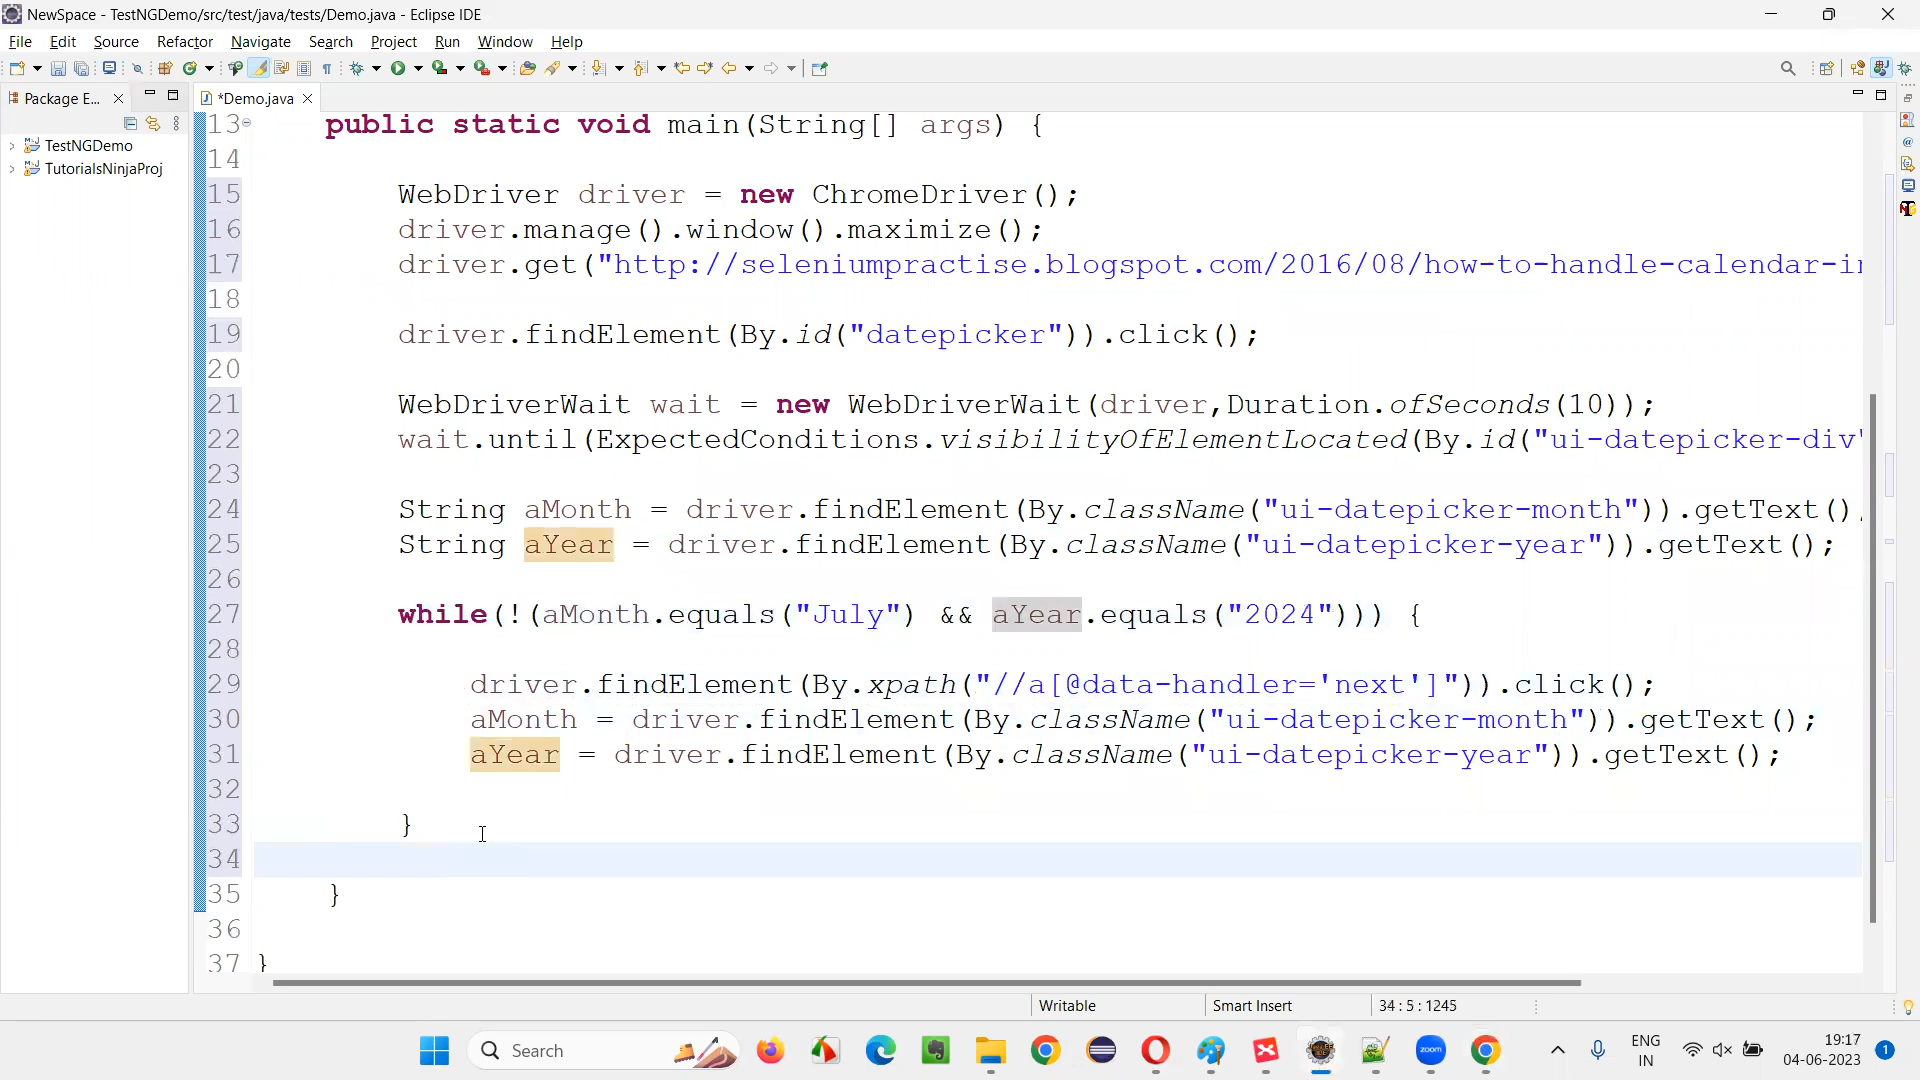 NewSpace - TestNGDemo/src/test/java/tests/Demo.java - Eclipse IDE
File Edit Source Refactor Navigate Search Project Run Window Help
Package E... *Demo.java
TestNGDemo
TutorialsNinjaProj
13 public static void main(String[] args) {
14
15 WebDriver driver = new ChromeDriver();
16 driver.manage().window().maximize();
17 driver.get("http://seleniumpractise.blogspot.com/2016/08/how-to-handle-calendar-in
18
19 driver.findElement(By.id("datepicker")).click();
20
21 WebDriverWait wait = new WebDriverWait(driver,Duration.ofSeconds(10));
22 wait.until(ExpectedConditions.visibilityOfElementLocated(By.id("ui-datepicker-div"
23
24 String aMonth = driver.findElement(By.className("ui-datepicker-month")).getText();
25 String aYear = driver.findElement(By.className("ui-datepicker-year")).getText();
26
27 while(!(aMonth.equals("July") && aYear.equals("2024"))) {
28
29 driver.findElement(By.xpath("//a[@data-handler='next']")).click();
30 aMonth = driver.findElement(By.className("ui-datepicker-month")).getText();
31 aYear = driver.findElement(By.className("ui-datepicker-year")).getText();
32
33 }
34
35 }
36
37 }
Writable Smart Insert 34 : 5 : 1245
Search
zoom
ENG
IN
19:17
04-06-2023
1